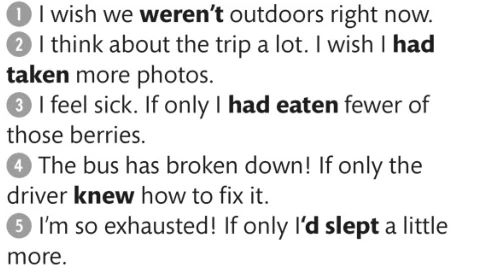 1 I wish we weren't outdoors right now.
2 I think about the trip a lot. I wish I had
taken more photos.
3 I feel sick. If only I had eaten fewer of
those berries.
4 The bus has broken down! If only the
driver knew how to fix it.
5 I'm so exhausted! If only I'd slept a little
more.